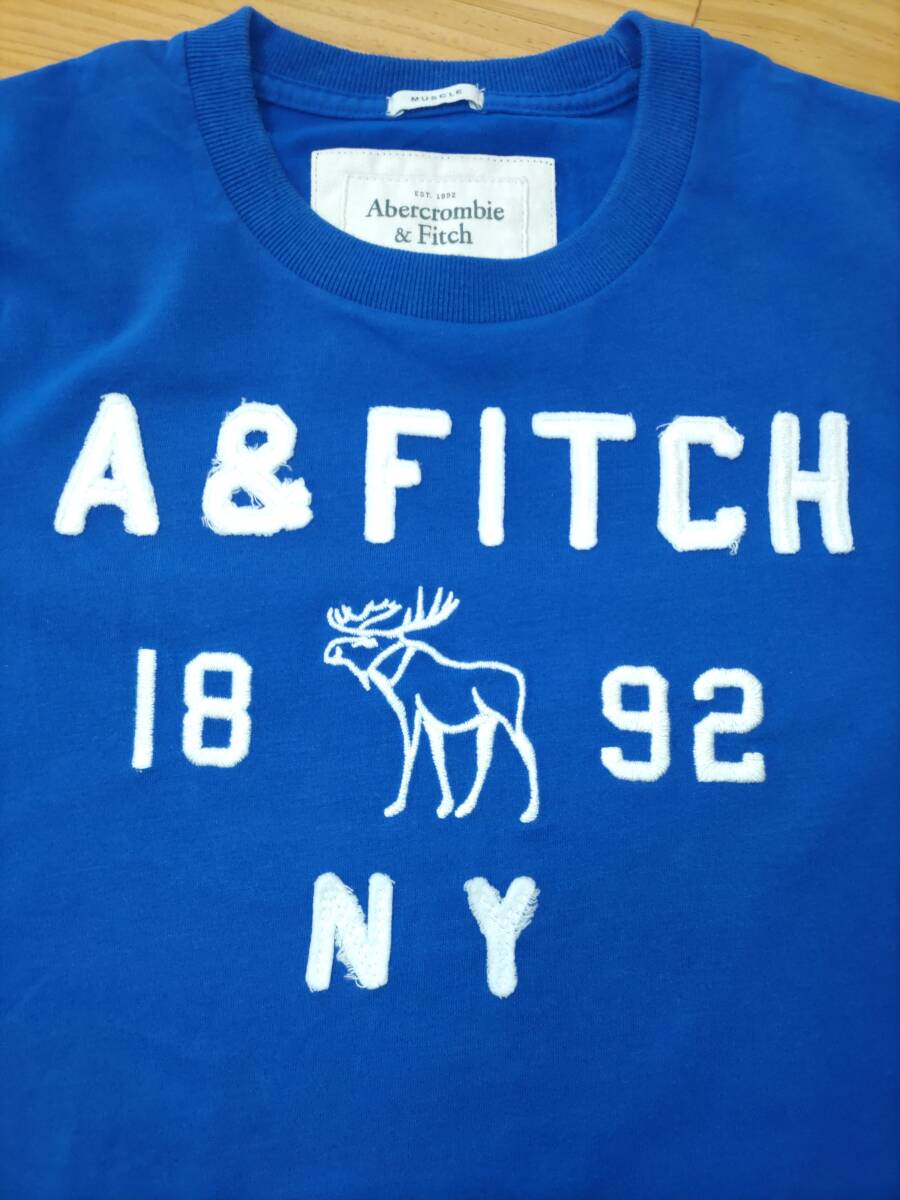 MUSCLE
EST. 1892
Abercrombie
& Fitch
A & FITCH
18 92
NY